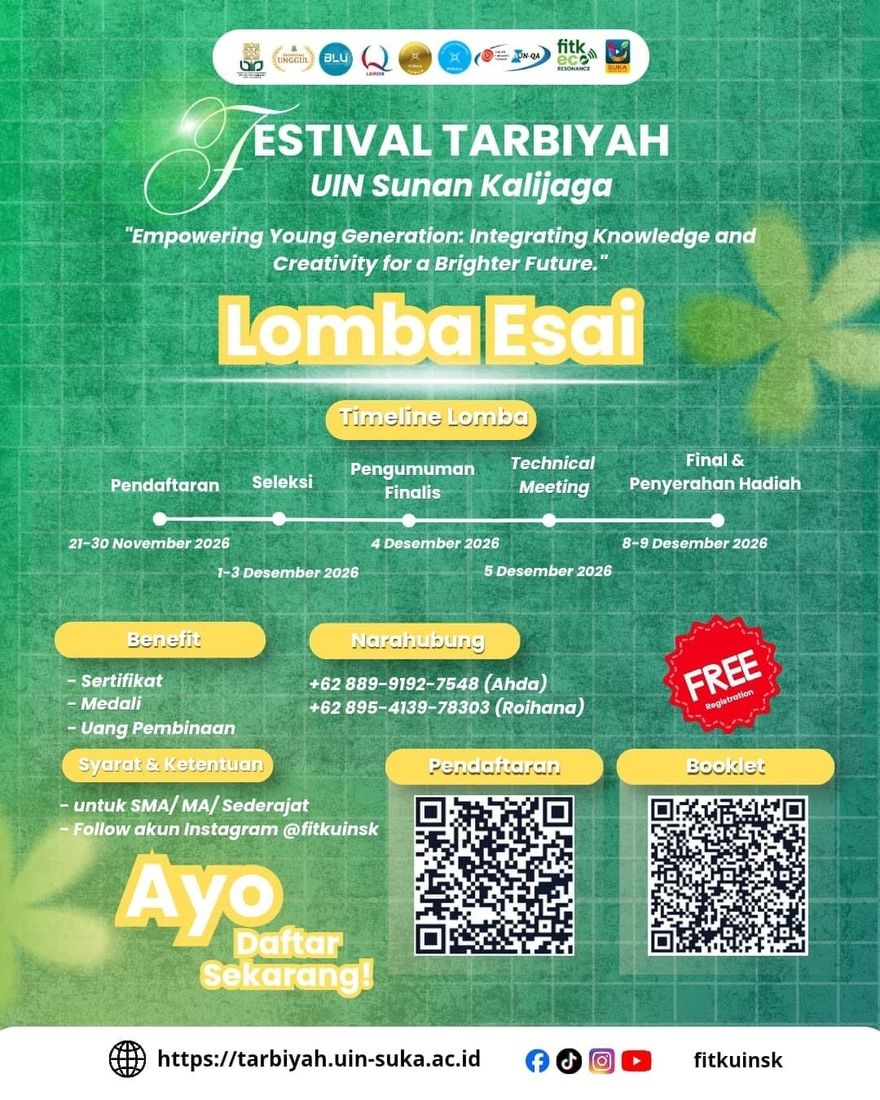 UNGGUL
BLU
LAMDIK
UN-QA
fitk
eco
RESONANCE
SUKA
FESTIVAL TARBIYAH
UIN Sunan Kalijaga
"Empowering Young Generation: Integrating Knowledge and
Creativity for a Brighter Future."
Lomba Esai
Timeline Lomba
Pendaftaran
21-30 November 2026
Seleksi
1-3 Desember 2026
Pengumuman
Finalis
4 Desember 2026
Technical
Meeting
5 Desember 2026
Final &
Penyerahan Hadiah
8-9 Desember 2026
Benefit
- Sertifikat
- Medali
- Uang Pembinaan
Narahubung
+62 889-9192-7548 (Ahda)
+62 895-4139-78303 (Roihana)
FREE
Registration
Syarat & Ketentuan
- untuk SMA/ MA/ Sederajat
- Follow akun Instagram @fitkuinsk
Pendaftaran
Booklet
Ayo
Daftar
Sekarang!
https://tarbiyah.uin-suka.ac.id
fitkuinsk